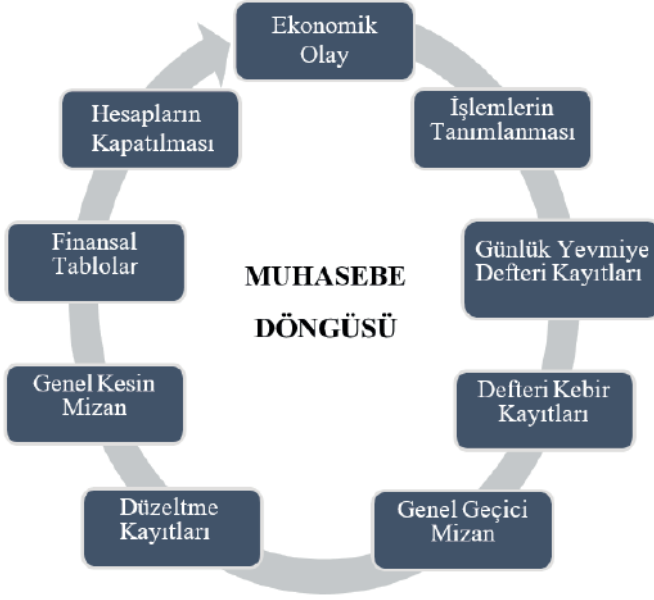 Ekonomik
Olay
İşlemlerin
Tanımlanması
Günlük Yevmiye
Defteri Kayıtları
Defteri Kebir
Kayıtları
Genel Geçici
Mizan
Düzeltme
Kayıtları
Genel Kesin
Mizan
Finansal
Tablolar
Hesapların
Kapatılması
MUHASEBE
DÖNGÜSÜ